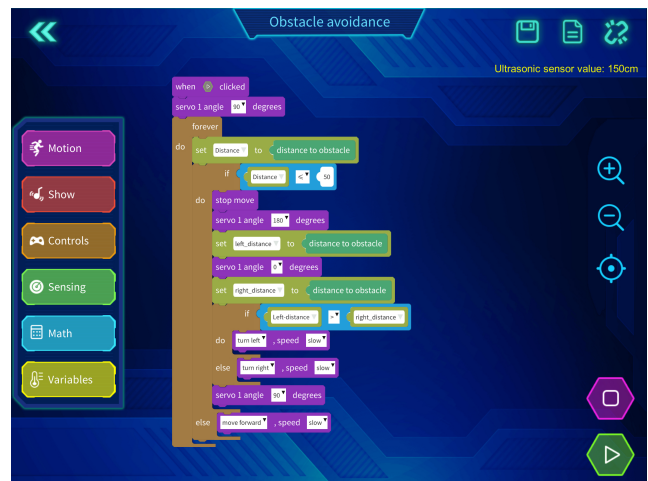 Obstacle avoidance
Ultrasonic sensor value: 150cm
Motion
Show
Controls
Sensing
Math
Variables
when clicked
servo 1 angle 90 degrees
forever
do set Distance to distance to obstacle
if Distance ≤ 50
do stop move
servo 1 angle 180 degrees
set left_distance to distance to obstacle
servo 1 angle 0 degrees
set right_distance to distance to obstacle
if Left-distance right_distance
do turn left , speed slow
else turn right , speed slow
servo 1 angle 90 degrees
else move forward , speed slow